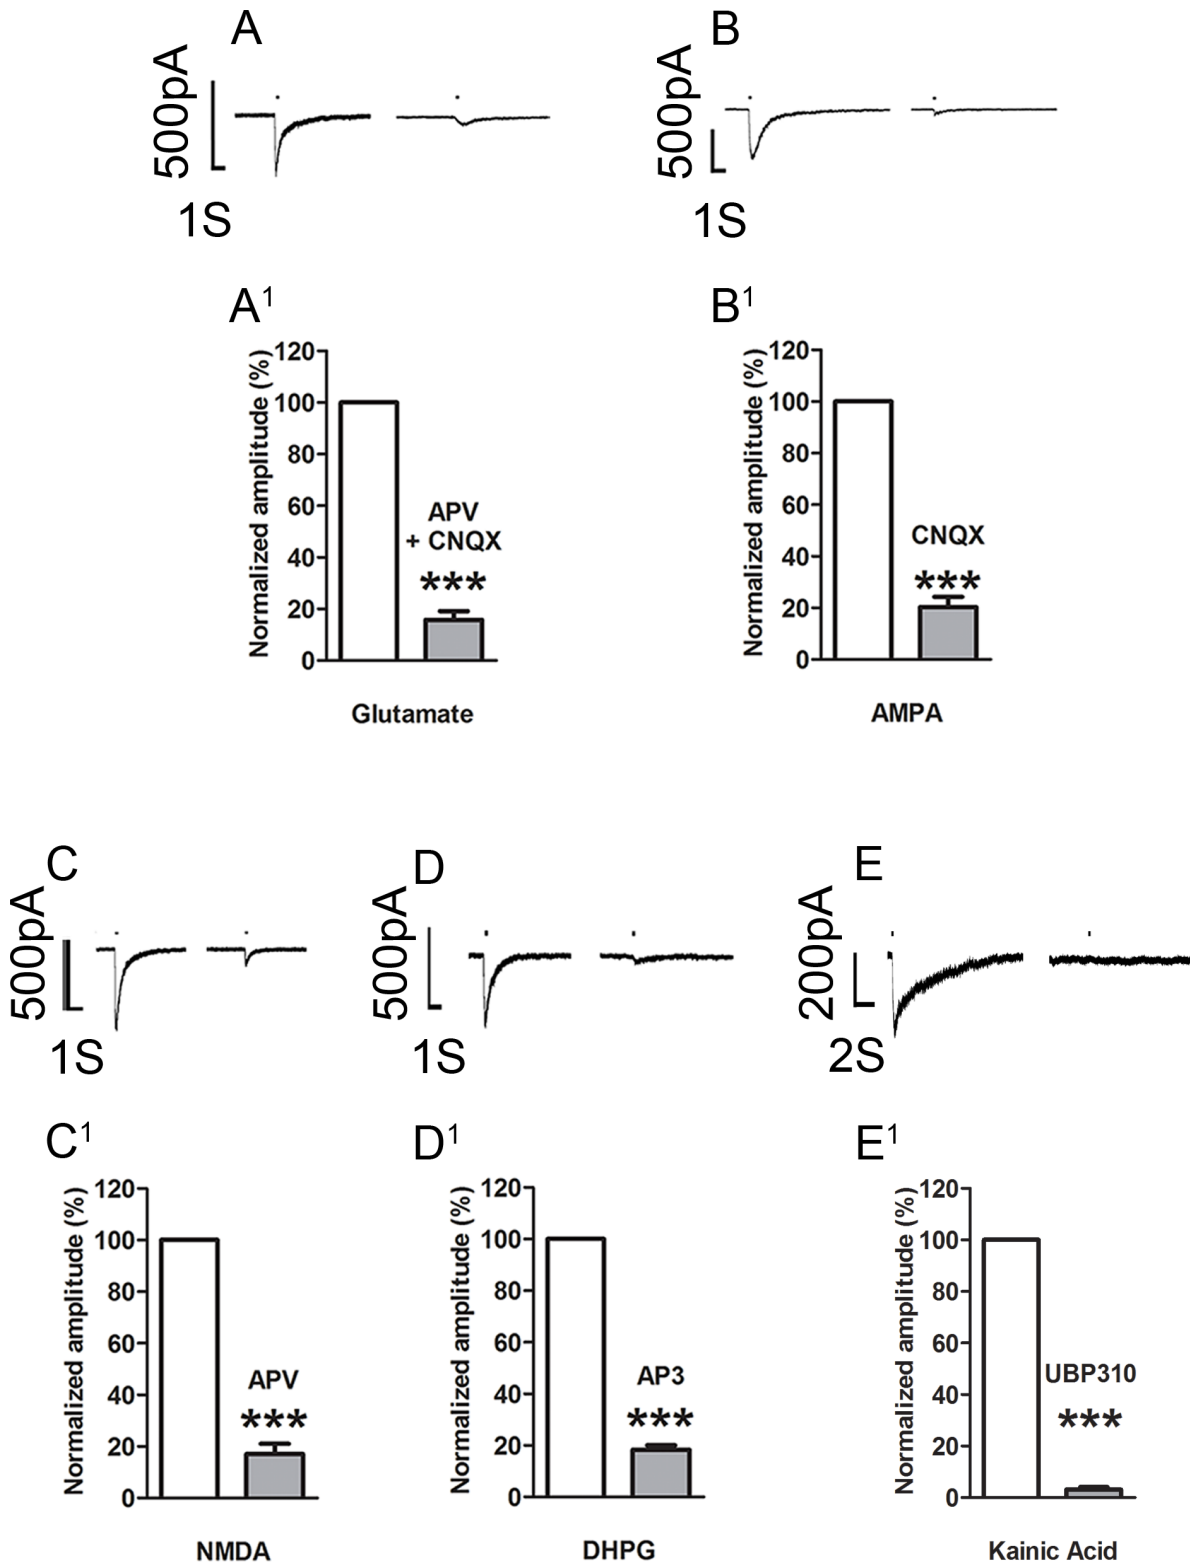 A
500pA
1S
B
500pA
1S
A¹
Normalized amplitude (%)
120
100
80
60
40
20
0
APV
+ CNQX
***
Glutamate
B¹
Normalized amplitude (%)
120
100
80
60
40
20
0
CNQX
***
AMPA
C
500pA
1S
D
500pA
1S
E
200pA
2S
C¹
Normalized amplitude (%)
120
100
80
60
40
20
0
APV
***
NMDA
D¹
Normalized amplitude (%)
120
100
80
60
40
20
0
AP3
***
DHPG
E¹
Normalized amplitude (%)
120
100
80
60
40
20
0
UBP310
***
Kainic Acid